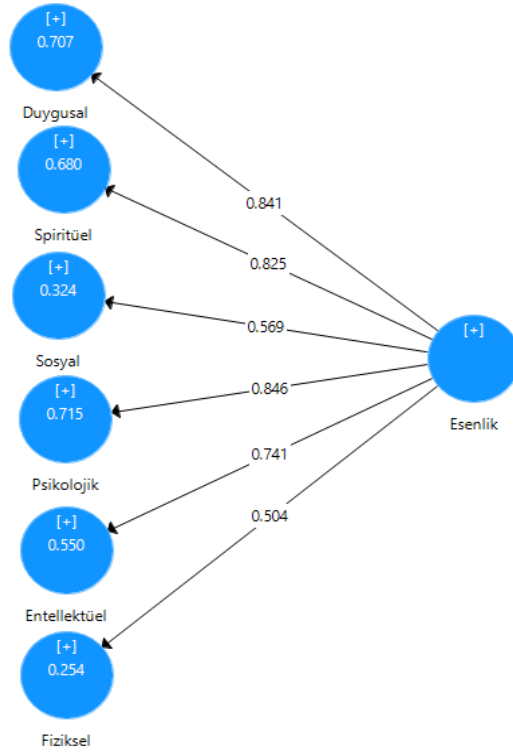 [+]
0.707
Duygusal
[+]
0.680
Spiritüel
[+]
0.324
Sosyal
[+]
0.715
Psikolojik
[+]
0.550
Entellektüel
[+]
0.254
Fiziksel
0.841
0.825
0.569
0.846
0.741
0.504
[+]
Esenlik